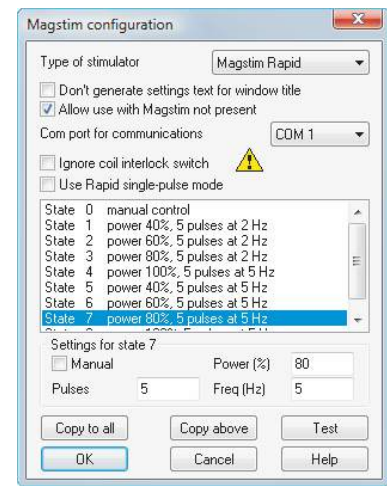 Magstim configuration
Type of stimulator Magstim Rapid
Don't generate settings text for window title
Allow use with Magstim not present
Com port for communications COM 1
Ignore coil interlock switch
Use Rapid single-pulse mode
State 0 manual control
State 1 power 40%, 5 pulses at 2 Hz
State 2 power 60%, 5 pulses at 2 Hz
State 3 power 80%, 5 pulses at 2 Hz
State 4 power 100%, 5 pulses at 2 Hz
State 5 power 40%, 5 pulses at 5 Hz
State 6 power 60%, 5 pulses at 5 Hz
State 7 power 80%, 5 pulses at 5 Hz
Settings for state 7
Manual Power (%) 80
Pulses 5 Freq (Hz) 5
Copy to all Copy above Test
OK Cancel Help